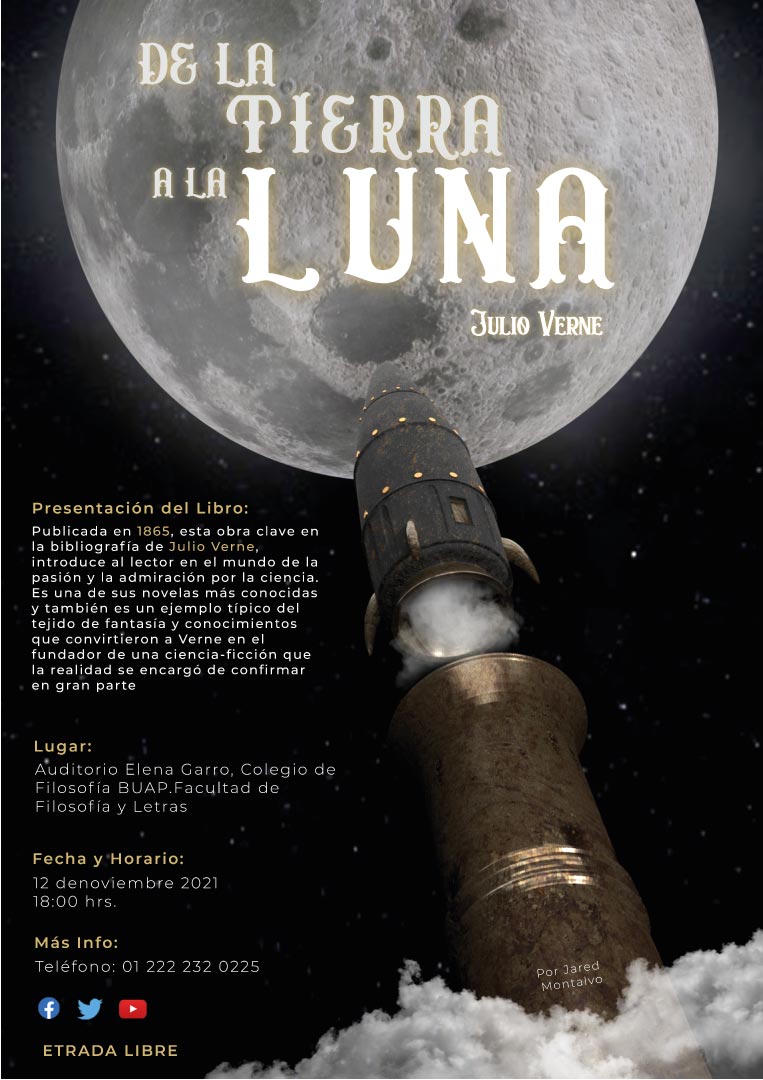 DE LA
TIERRA
A LA
LUNA
JULIO VERNE
Presentación del Libro:
Publicada en 1865, esta obra clave en
la bibliografía de Julio Verne,
introduce al lector en el mundo de la
pasión y la admiración por la ciencia.
Es una de sus novelas más conocidas
y también es un ejemplo típico del
tejido de fantasía y conocimientos
que convirtieron a Verne en el
fundador de una ciencia-ficción que
la realidad se encargó de confirmar
en gran parte
Lugar:
Auditorio Elena Garro, Colegio de
Filosofía BUAP.Facultad de
Filosofía y Letras
Fecha y Horario:
12 denoviembre 2021
18:00 hrs.
Más Info:
Teléfono: 01 222 232 0225
ETRADA LIBRE
Por Jared
Montalvo